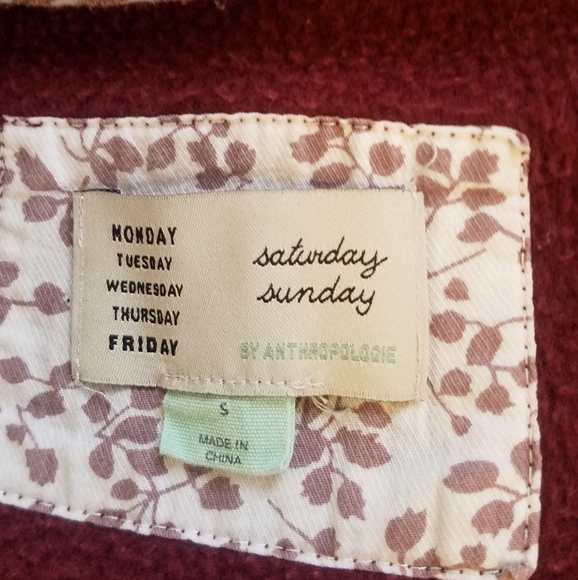 MONDAY
TUESDAY
WEDNESDAY
THURSDAY
FRIDAY
saturday
sunday
BY ANTHROPOLOGIE
S
MADE IN
CHINA